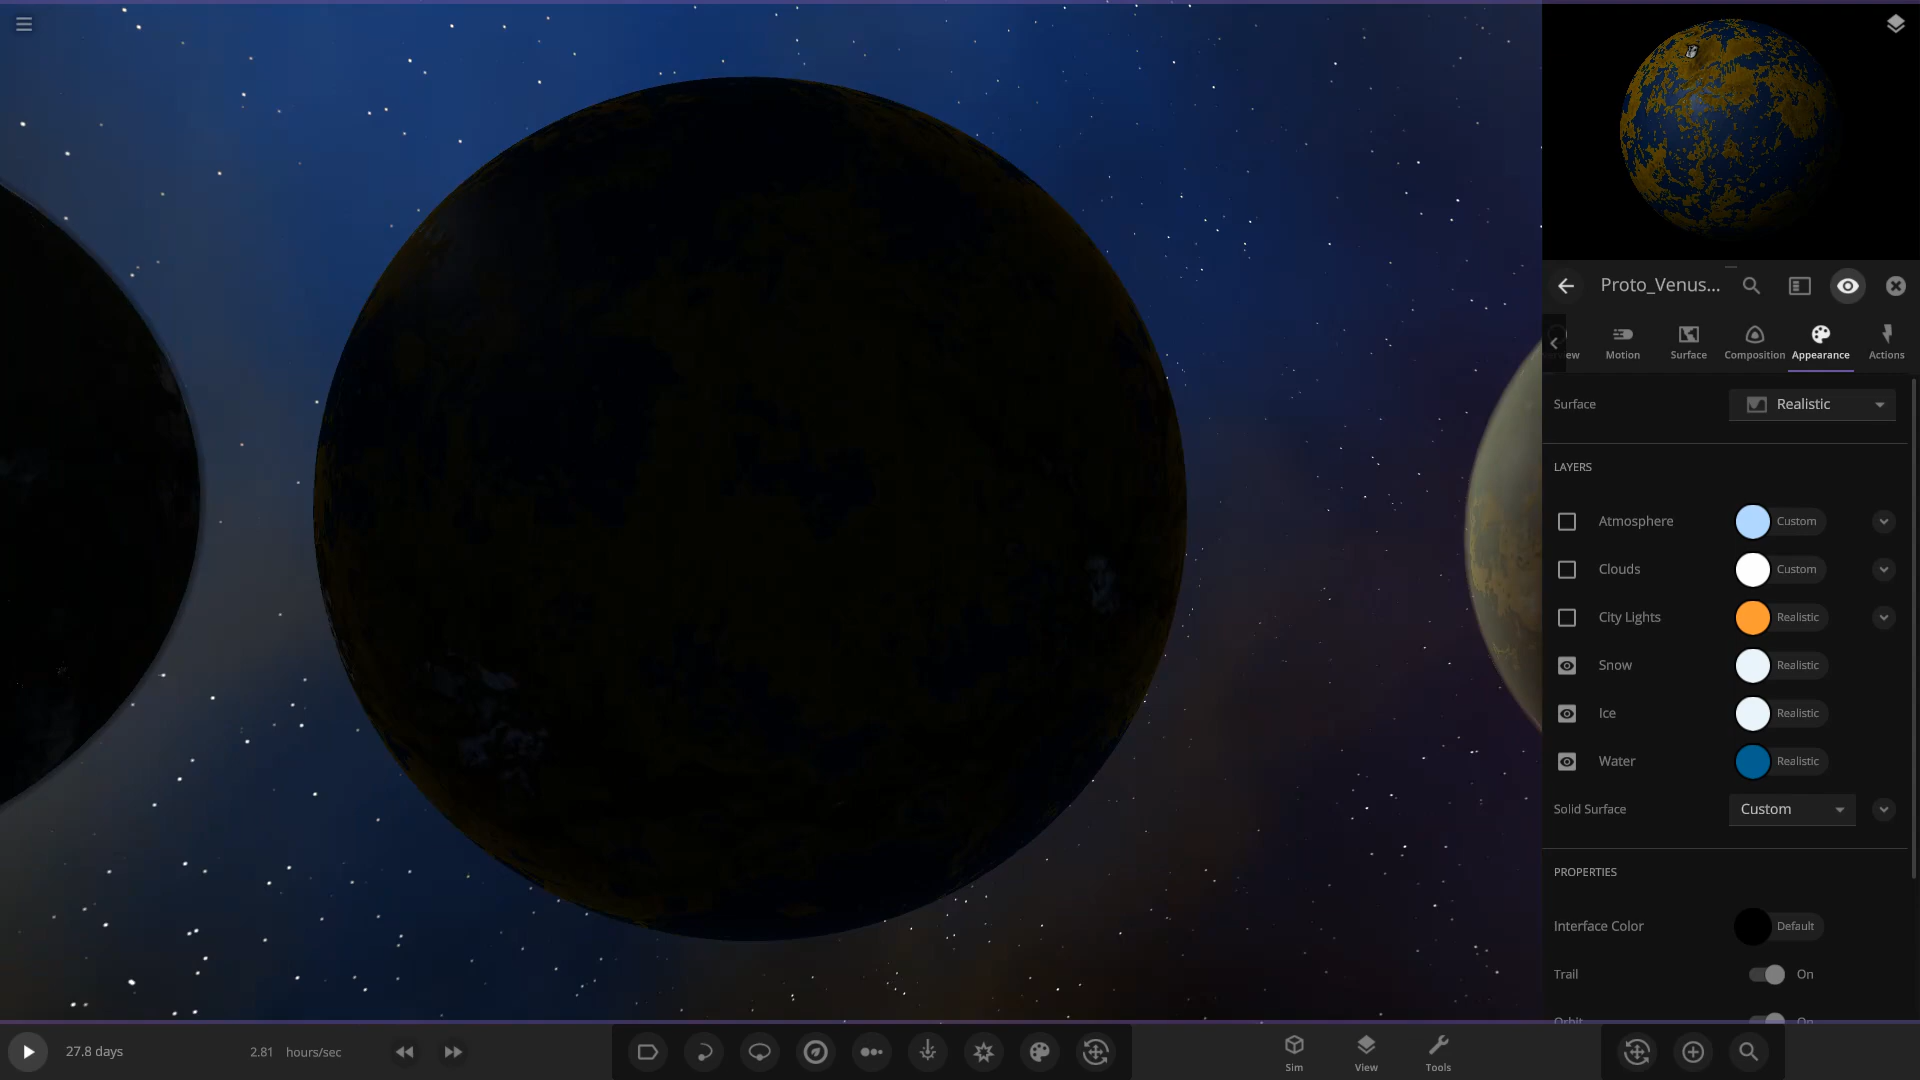 Proto_Venus...
Motion
Surface
Composition
Appearance
Actions
Surface
Realistic
LAYERS
Atmosphere
Custom
Clouds
Custom
City Lights
Realistic
Snow
Realistic
Ice
Realistic
Water
Realistic
Solid Surface
Custom
PROPERTIES
Interface Color
Default
Trail
On
Orbit
On
27.8 days
2.81 hours/sec
Sim
View
Tools